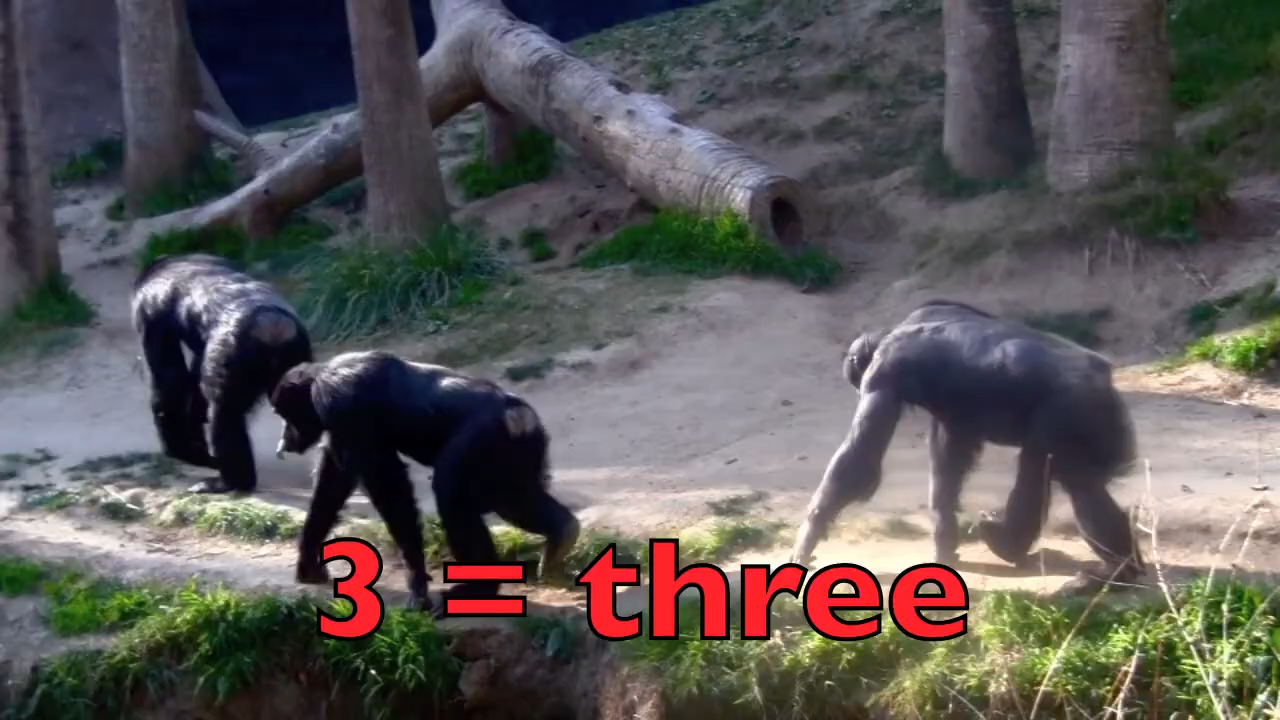 3 = three